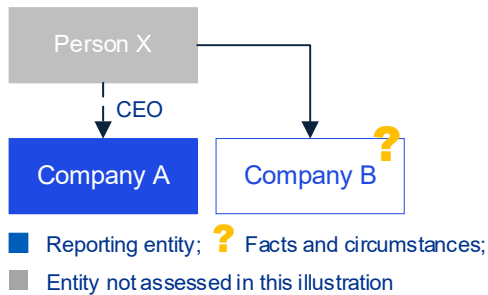 Person X
CEO
Company A
Company B ?
Reporting entity; ? Facts and circumstances;
Entity not assessed in this illustration